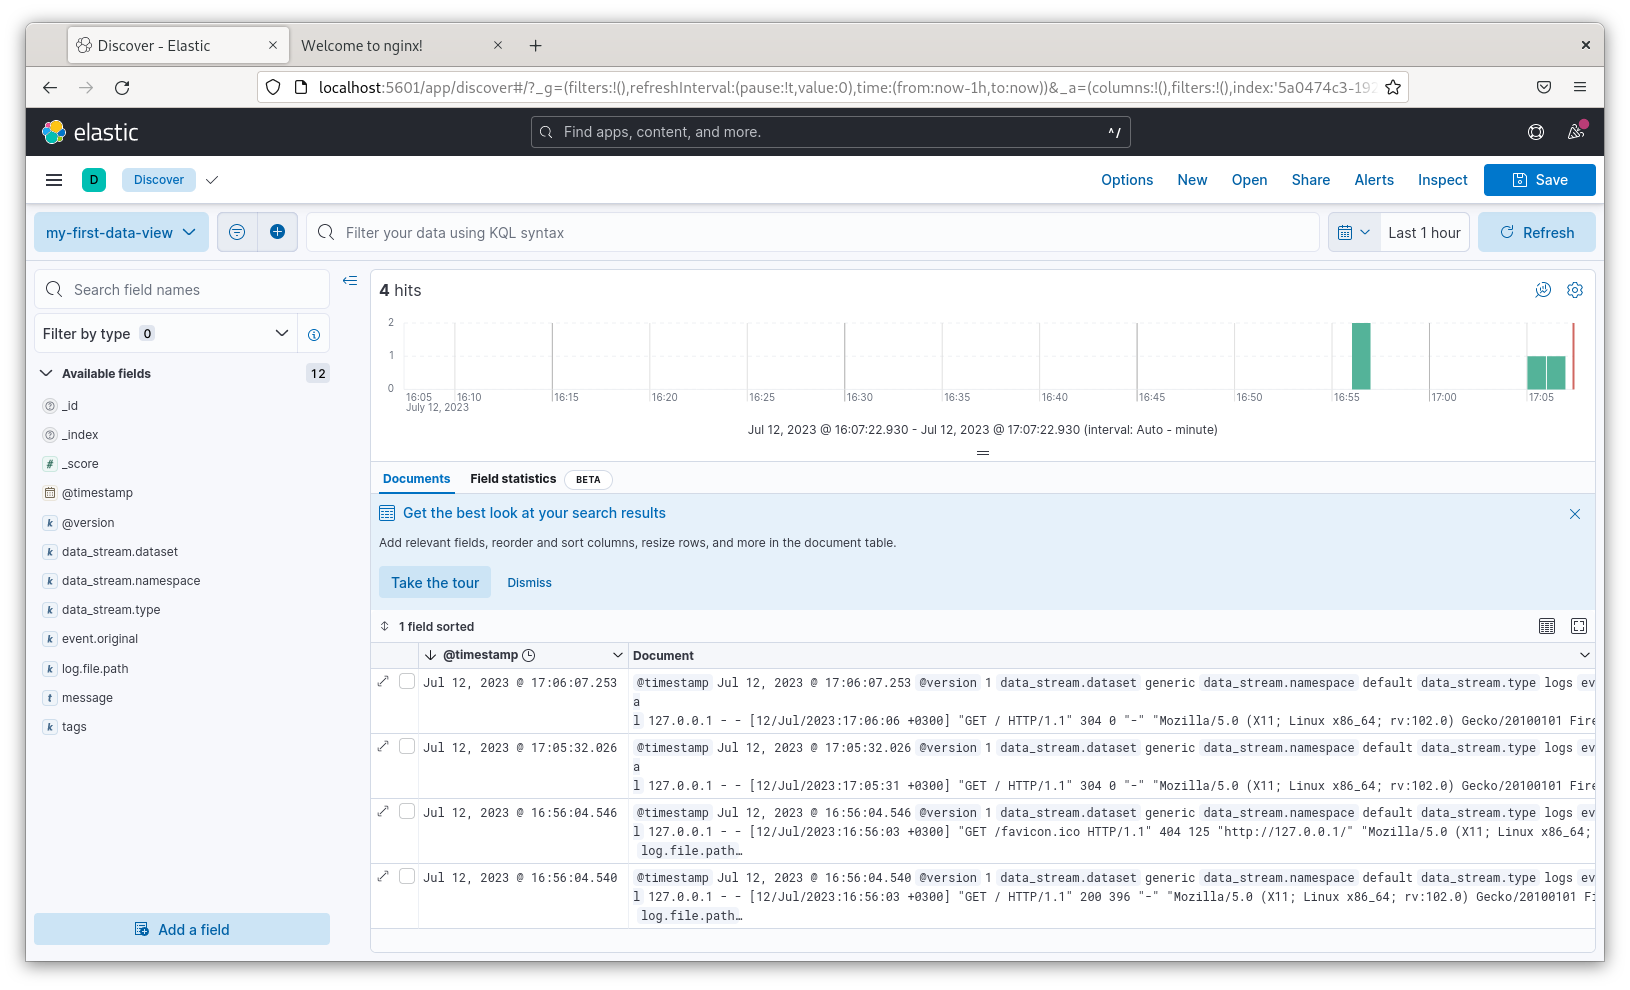 Discover - Elastic
Welcome to nginx!
localhost:5601/app/discover#/?_g=(filters:!(),refreshInterval:(pause:!t,value:0),time:(from:now-1h,to:now))&_a=(columns:!(),filters:!(),index:'5a0474c3-192
elastic
Find apps, content, and more.
^/
D
Discover
Options
New
Open
Share
Alerts
Inspect
Save
my-first-data-view
Filter your data using KQL syntax
Last 1 hour
Refresh
Search field names
Filter by type 0
Available fields 12
_id
_index
# _score
@timestamp
k @version
k data_stream.dataset
k data_stream.namespace
k data_stream.type
k event.original
k log.file.path
t message
k tags
Add a field
4 hits
2
1
0
16:05 16:10 16:15 16:20 16:25 16:30 16:35 16:40 16:45 16:50 16:55 17:00 17:05
July 12, 2023
Jul 12, 2023 @ 16:07:22.930 - Jul 12, 2023 @ 17:07:22.930 (interval: Auto - minute)
Documents
Field statistics
BETA
Get the best look at your search results
Add relevant fields, reorder and sort columns, resize rows, and more in the document table.
Take the tour
Dismiss
1 field sorted
@timestamp
Document
Jul 12, 2023 @ 17:06:07.253
@timestamp Jul 12, 2023 @ 17:06:07.253 @version 1 data_stream.dataset generic data_stream.namespace default data_stream.type logs ev
a
l 127.0.0.1 - - [12/Jul/2023:17:06:06 +0300] "GET / HTTP/1.1" 304 0 "-" "Mozilla/5.0 (X11; Linux x86_64; rv:102.0) Gecko/20100101 Fire
Jul 12, 2023 @ 17:05:32.026
@timestamp Jul 12, 2023 @ 17:05:32.026 @version 1 data_stream.dataset generic data_stream.namespace default data_stream.type logs ev
a
l 127.0.0.1 - - [12/Jul/2023:17:05:31 +0300] "GET / HTTP/1.1" 304 0 "-" "Mozilla/5.0 (X11; Linux x86_64; rv:102.0) Gecko/20100101 Fire
Jul 12, 2023 @ 16:56:04.546
@timestamp Jul 12, 2023 @ 16:56:04.546 @version 1 data_stream.dataset generic data_stream.namespace default data_stream.type logs ev
l 127.0.0.1 - - [12/Jul/2023:16:56:03 +0300] "GET /favicon.ico HTTP/1.1" 404 125 "http://127.0.0.1/" "Mozilla/5.0 (X11; Linux x86_64;
log.file.path…
Jul 12, 2023 @ 16:56:04.540
@timestamp Jul 12, 2023 @ 16:56:04.540 @version 1 data_stream.dataset generic data_stream.namespace default data_stream.type logs ev
l 127.0.0.1 - - [12/Jul/2023:16:56:03 +0300] "GET / HTTP/1.1" 200 396 "-" "Mozilla/5.0 (X11; Linux x86_64; rv:102.0) Gecko/20100101 Fi
log.file.path…